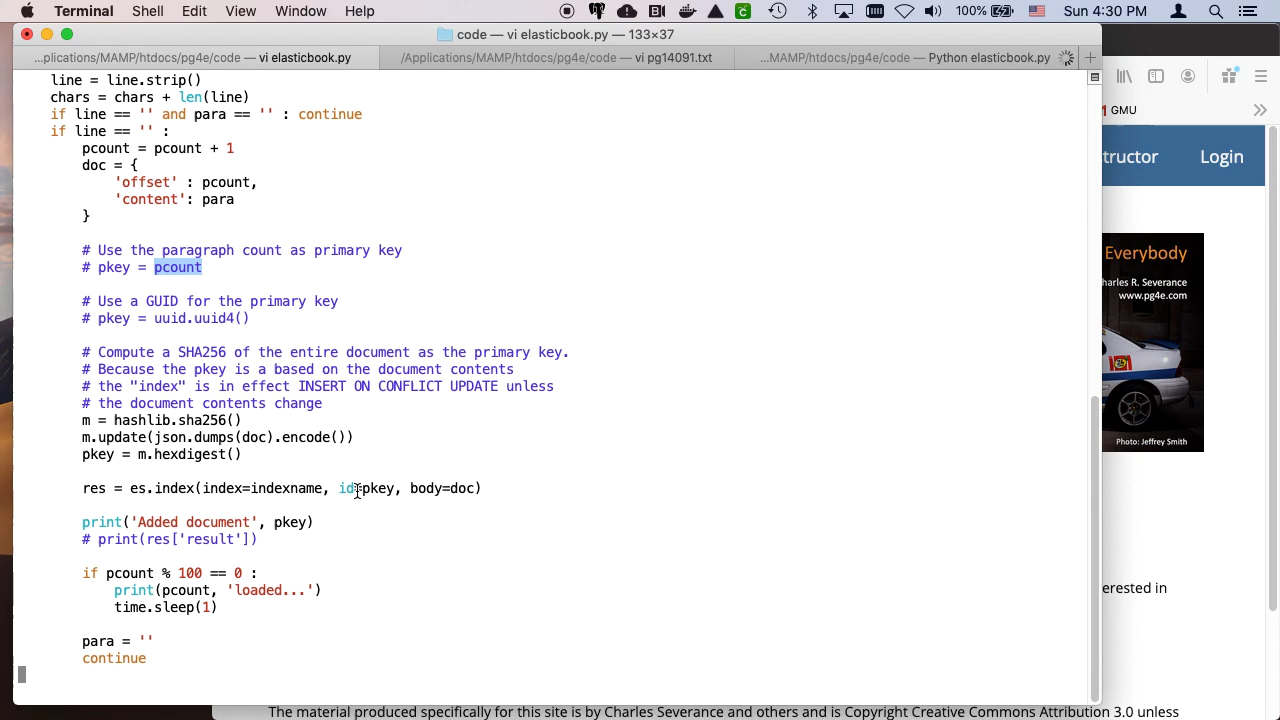 Terminal Shell Edit View Window Help 100% Sun 4:30 PM
code — vi elasticbook.py — 133×37
...plications/MAMP/htdocs/pg4e/code — vi elasticbook.py
/Applications/MAMP/htdocs/pg4e/code — vi pg14091.txt
...MAMP/htdocs/pg4e/code — Python elasticbook.py
line = line.strip()
chars = chars + len(line)
if line == '' and para == '' : continue
if line == '' :
pcount = pcount + 1
doc = {
'offset' : pcount,
'content': para
}
# Use the paragraph count as primary key
# pkey = pcount
# Use a GUID for the primary key
# pkey = uuid.uuid4()
# Compute a SHA256 of the entire document as the primary key.
# Because the pkey is a based on the document contents
# the "index" is in effect INSERT ON CONFLICT UPDATE unless
# the document contents change
m = hashlib.sha256()
m.update(json.dumps(doc).encode())
pkey = m.hexdigest()
res = es.index(index=indexname, id=pkey, body=doc)
print('Added document', pkey)
# print(res['result'])
if pcount % 100 == 0 :
print(pcount, 'loaded...')
time.sleep(1)
para = ''
continue
GMU
tructor Login
Everybody
harles R. Severance
www.pg4e.com
Photo: Jeffrey Smith
erested in
The material produced specifically for this site is by Charles Severance and others and is Copyright Creative Commons Attribution 3.0 unless